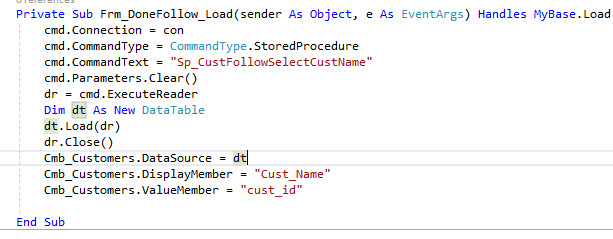 0 references
Private Sub Frm_DoneFollow_Load(sender As Object, e As EventArgs) Handles MyBase.Load
cmd.Connection = con
cmd.CommandType = CommandType.StoredProcedure
cmd.CommandText = "Sp_CustFollowSelectCustName"
cmd.Parameters.Clear()
dr = cmd.ExecuteReader
Dim dt As New DataTable
dt.Load(dr)
dr.Close()
Cmb_Customers.DataSource = dt
Cmb_Customers.DisplayMember = "Cust_Name"
Cmb_Customers.ValueMember = "cust_id"
End Sub